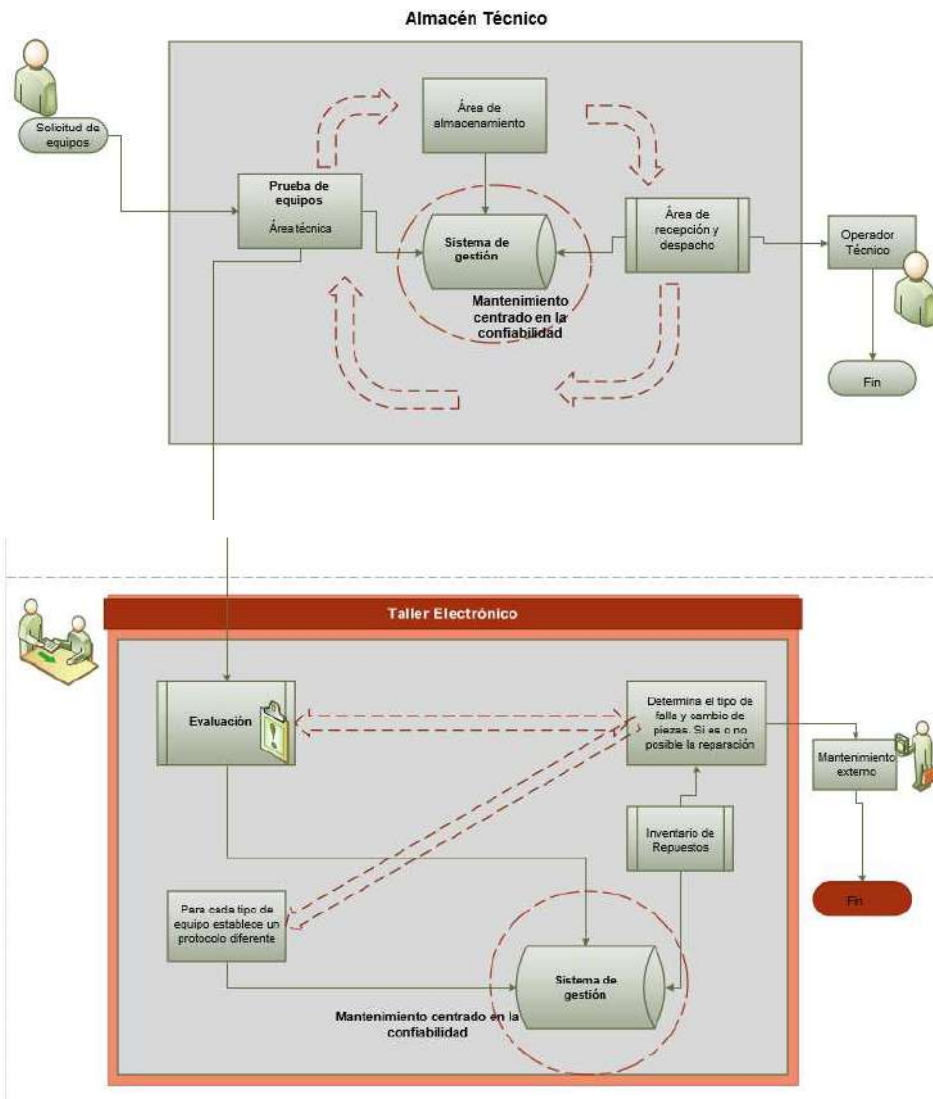 Almacén Técnico
Solicitud de
equipos
Área de
almacenamiento
Prueba de
equipos
Área técnica
Sistema de
gestión
Área de
recepción y
despacho
Operador
Técnico
Mantenimiento
centrado en la
confiabilidad
Fin
Taller Electrónico
Evaluación
Determina el tipo de
falla y cambio de
piezas. Si es o no
posible la reparación
Mantenimiento
externo
Inventario de
Repuestos
Para cada tipo de
equipo establece un
protocolo diferente
Fin
Sistema de
gestión
Mantenimiento centrado en la
confiabilidad